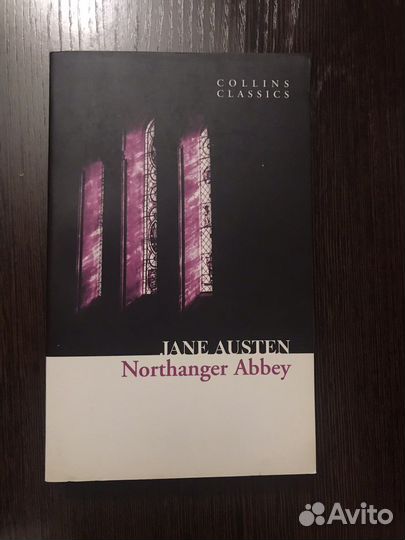 COLLINS
CLASSICS
JANE AUSTEN
Northanger Abbey
Avito